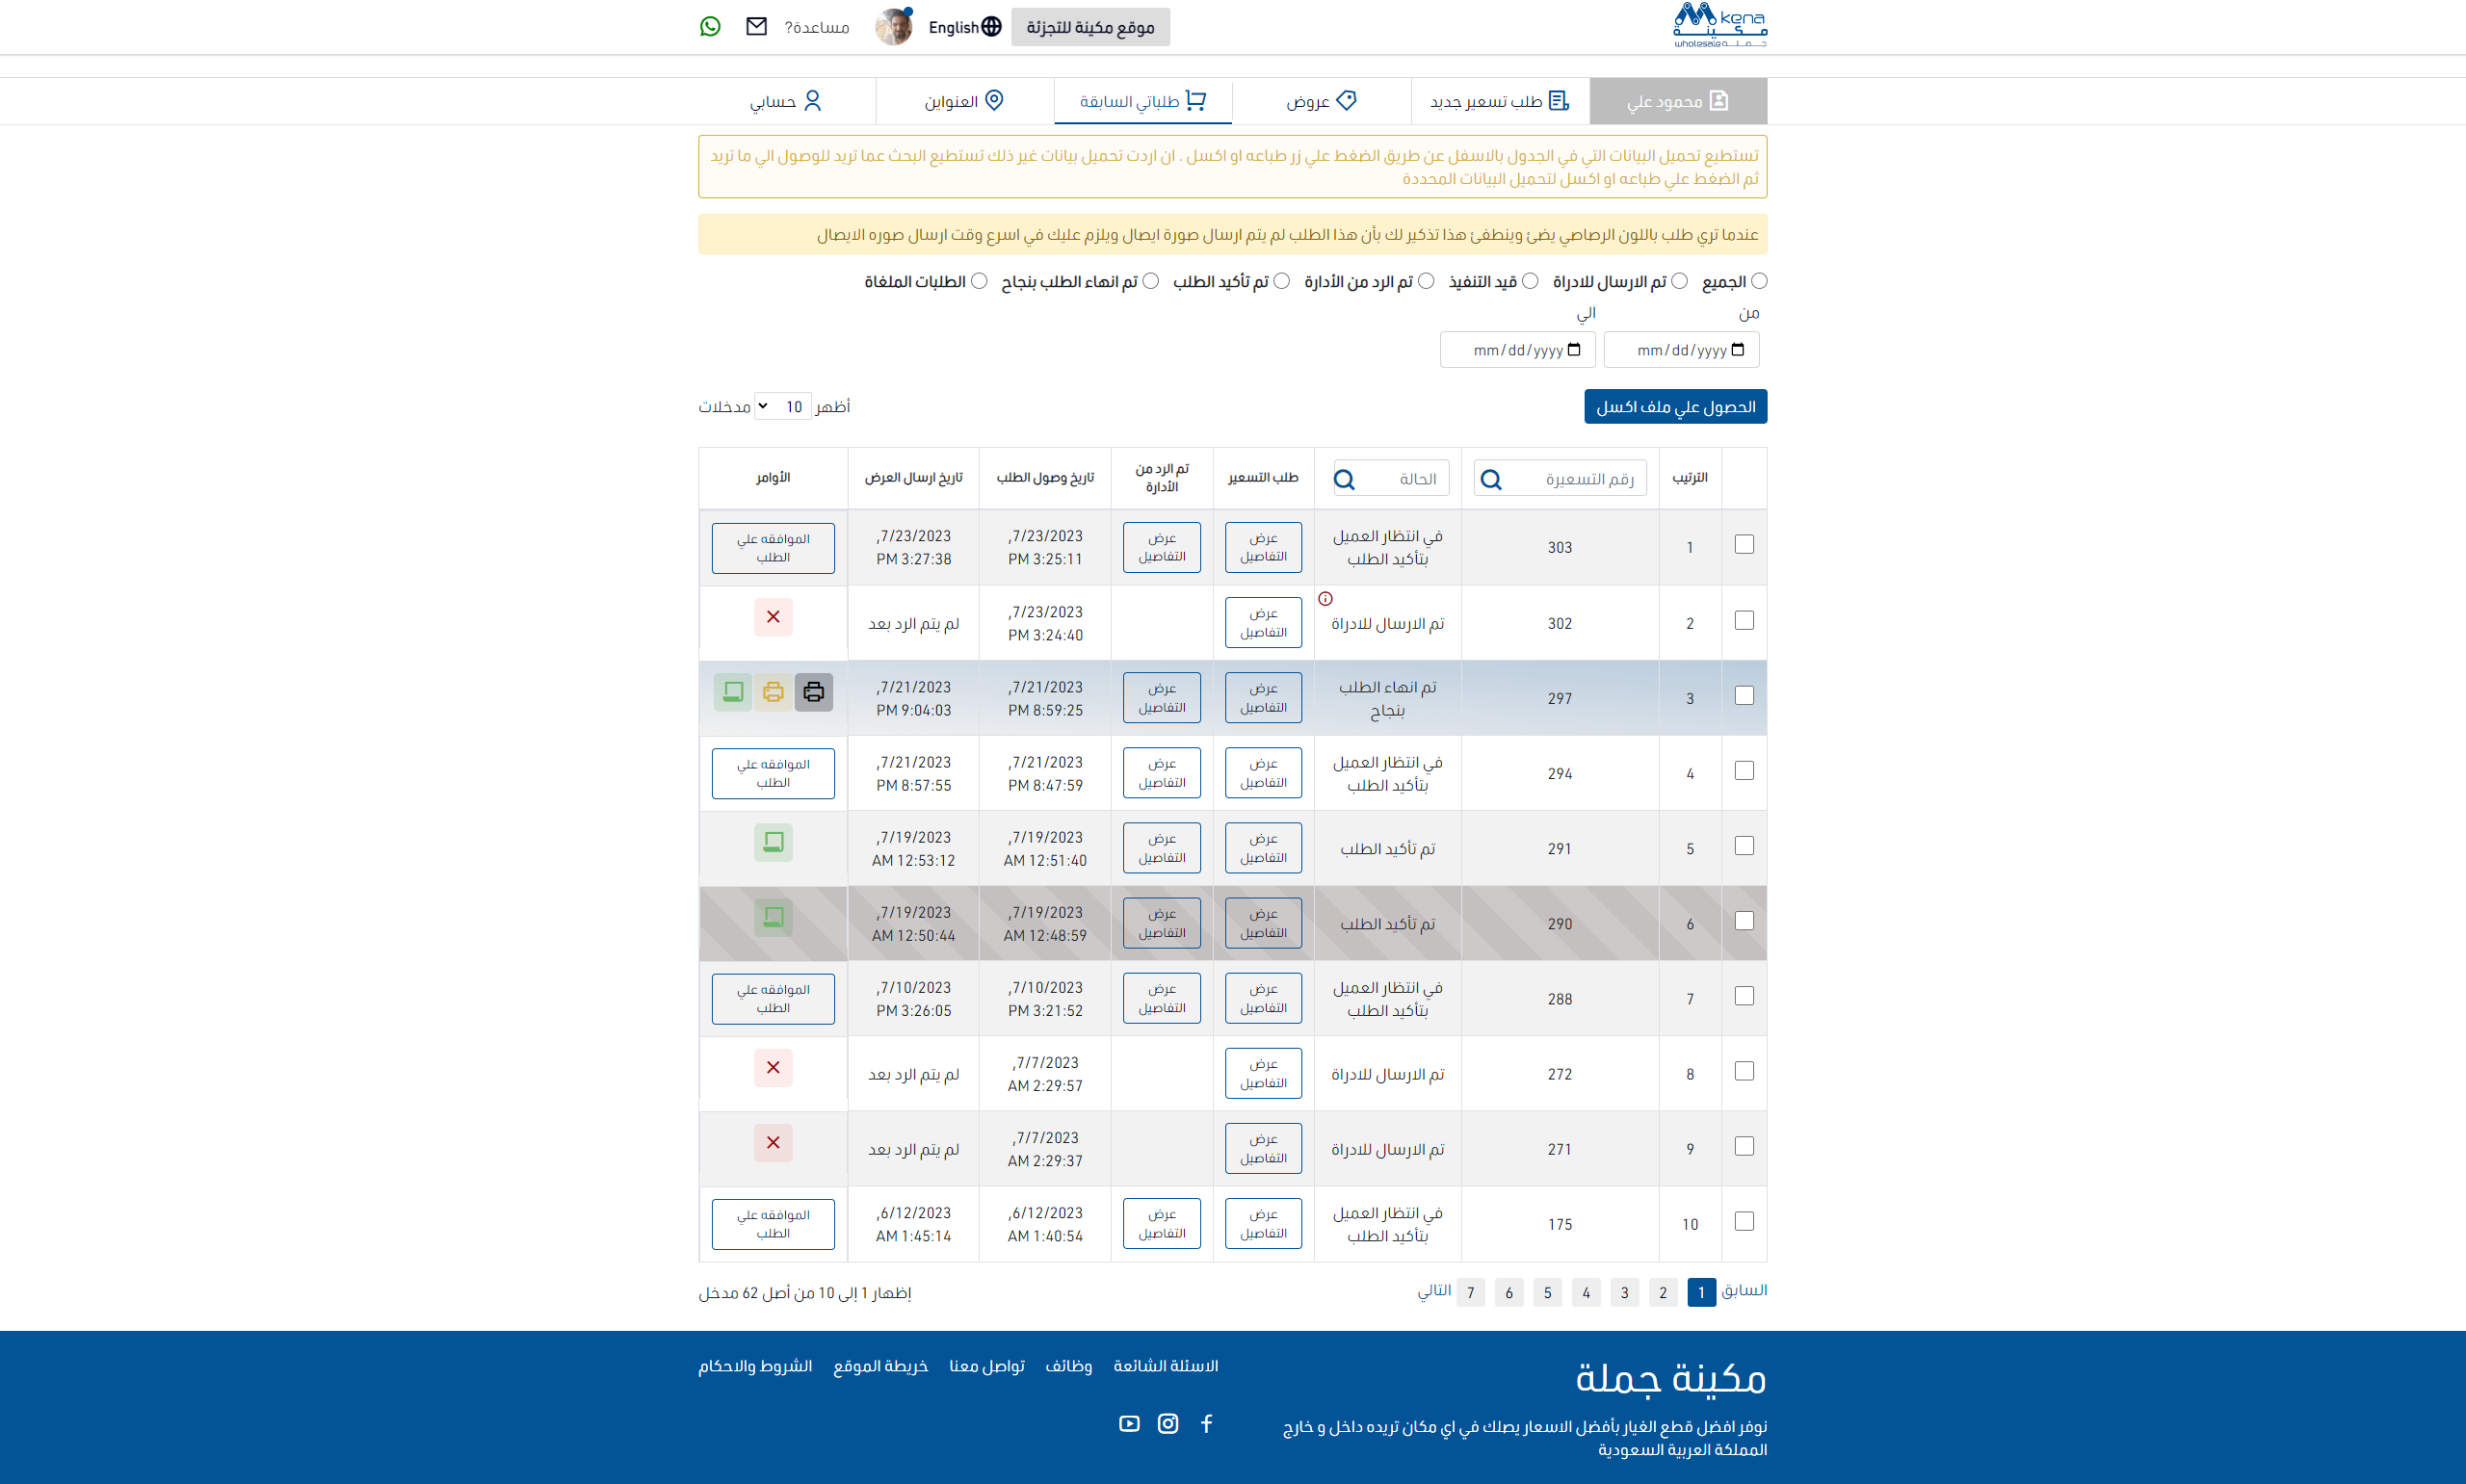 Mkena
مكينة
wholesale جملة
موقع مكينة للتجزئة
English
مساعدة?
محمود علي
طلب تسعير جديد
عروض
طلباتي السابقة
العنواين
حسابي
تستطيع تحميل البيانات التي في الجدول بالاسفل عن طريق الضغط علي زر طباعه او اكسل . ان اردت تحميل بيانات غير ذلك تستطيع البحث عما تريد للوصول الي ما تريد
ثم الضغط علي طباعه او اكسل لتحميل البيانات المحددة
عندما تري طلب باللون الرصاصي يضئ وينطفئ هذا تذكير لك بأن هذا الطلب لم يتم ارسال صورة ايصال ويلزم عليك في اسرع وقت ارسال صوره الايصال
الجميع تم الارسال للادراة قيد التنفيذ تم الرد من الأدارة تم تأكيد الطلب تم انهاء الطلب بنجاح الطلبات الملغاة
من الي
mm/dd/yyyy mm/dd/yyyy
الحصول علي ملف اكسل
أظهر 10 مدخلات
الترتيب رقم التسعيرة الحالة طلب التسعير تم الرد من الأدارة تاريخ وصول الطلب تاريخ ارسال العرض الأوامر
1 303 في انتظار العميل بتأكيد الطلب عرض التفاصيل عرض التفاصيل 7/23/2023, 3:25:11 PM 7/23/2023, 3:27:38 PM الموافقه علي الطلب
2 302 تم الارسال للادراة عرض التفاصيل 7/23/2023, 3:24:40 PM لم يتم الرد بعد
3 297 تم انهاء الطلب بنجاح عرض التفاصيل عرض التفاصيل 7/21/2023, 8:59:25 PM 7/21/2023, 9:04:03 PM
4 294 في انتظار العميل بتأكيد الطلب عرض التفاصيل عرض التفاصيل 7/21/2023, 8:47:59 PM 7/21/2023, 8:57:55 PM الموافقه علي الطلب
5 291 تم تأكيد الطلب عرض التفاصيل عرض التفاصيل 7/19/2023, 12:51:40 AM 7/19/2023, 12:53:12 AM
6 290 تم تأكيد الطلب عرض التفاصيل عرض التفاصيل 7/19/2023, 12:48:59 AM 7/19/2023, 12:50:44 AM
7 288 في انتظار العميل بتأكيد الطلب عرض التفاصيل عرض التفاصيل 7/10/2023, 3:21:52 PM 7/10/2023, 3:26:05 PM الموافقه علي الطلب
8 272 تم الارسال للادراة عرض التفاصيل 7/7/2023, 2:29:57 AM لم يتم الرد بعد
9 271 تم الارسال للادراة عرض التفاصيل 7/7/2023, 2:29:37 AM لم يتم الرد بعد
10 175 في انتظار العميل بتأكيد الطلب عرض التفاصيل عرض التفاصيل 6/12/2023, 1:40:54 AM 6/12/2023, 1:45:14 AM الموافقه علي الطلب
السابق 1 2 3 4 5 6 7 التالي
إظهار 1 إلى 10 من أصل 62 مدخل
مكينة جملة
نوفر افضل قطع الغيار بأفضل الاسعار يصلك في اي مكان تريده داخل و خارج
المملكة العربية السعودية
الاسئلة الشائعة وظائف تواصل معنا خريطة الموقع الشروط والاحكام